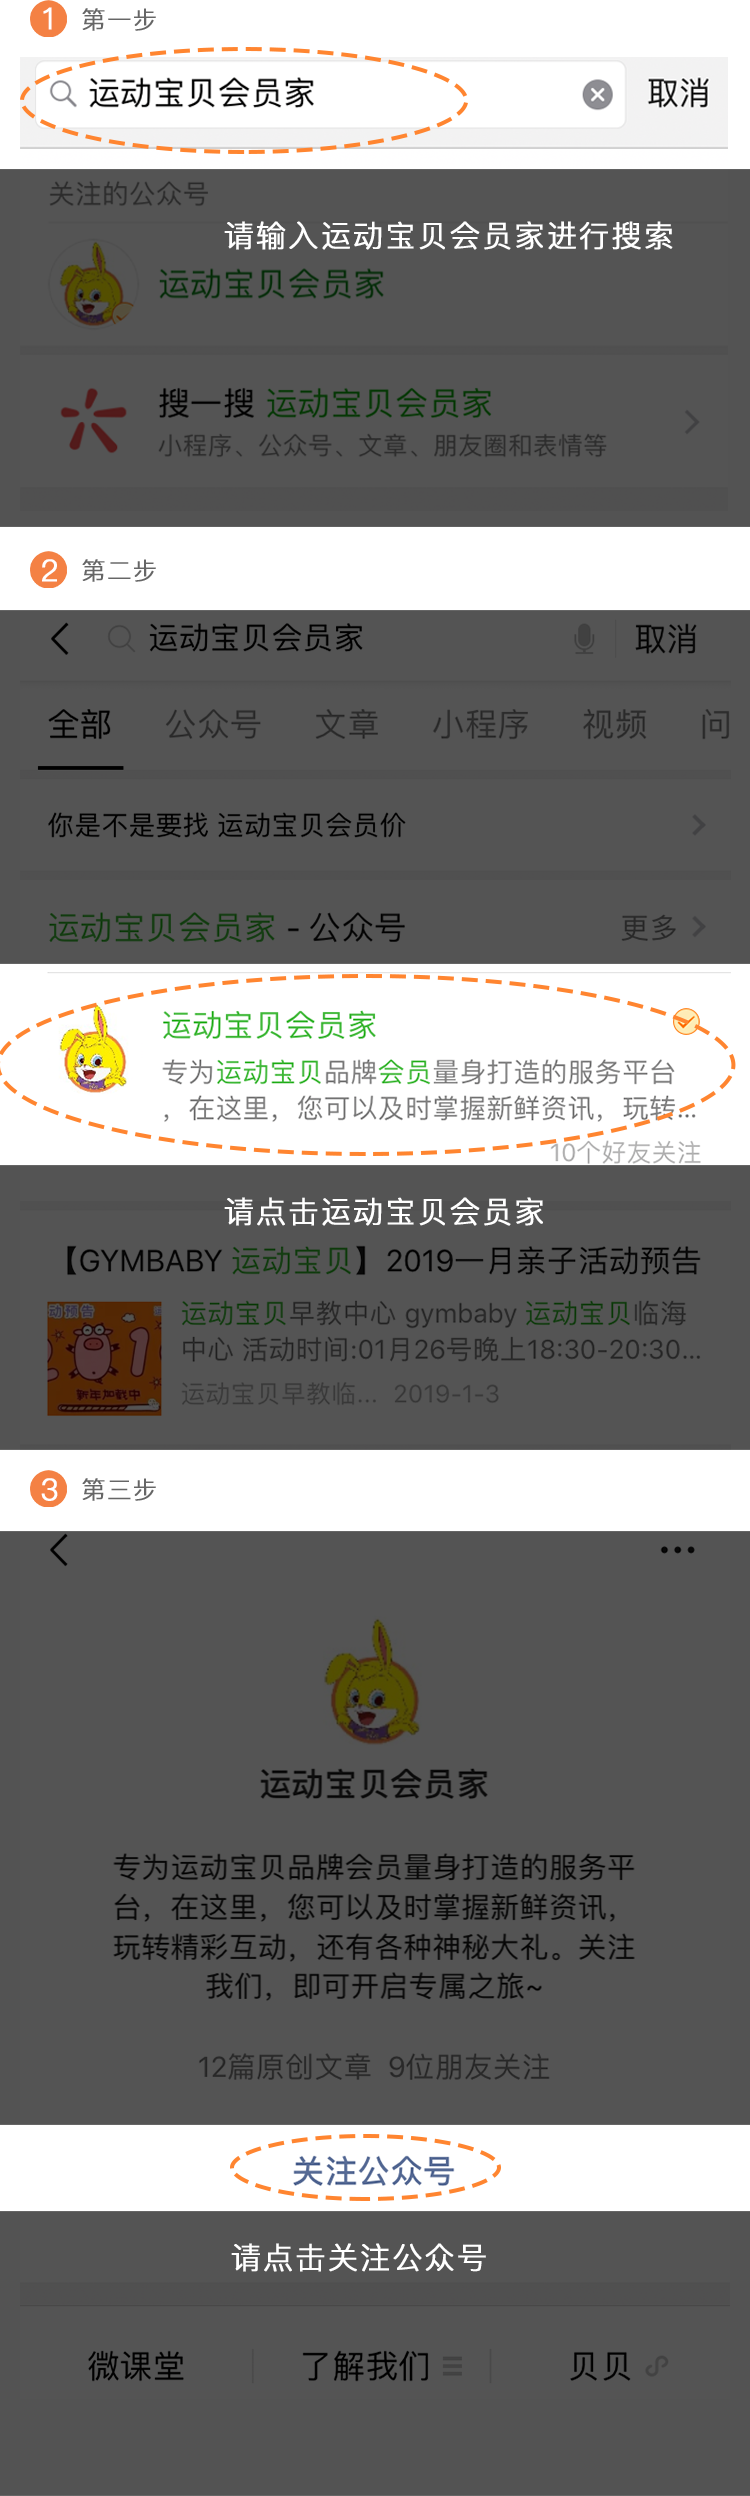 1 第一步
运动宝贝会员家 取消
关注的公众号
请输入运动宝贝会员家进行搜索
运动宝贝会员家
搜一搜 运动宝贝会员家
小程序、公众号、文章、朋友圈和表情等
2 第二步
运动宝贝会员家 取消
全部 公众号 文章 小程序 视频 问
你是不是要找 运动宝贝会员价
运动宝贝会员家 - 公众号 更多
运动宝贝会员家
专为运动宝贝品牌会员量身打造的服务平台
，在这里，您可以及时掌握新鲜资讯，玩转...
10个好友关注
请点击运动宝贝会员家
【GYMBABY 运动宝贝】2019一月亲子活动预告
动预告
运动宝贝早教中心 gymbaby 运动宝贝临海
中心 活动时间:01月26号晚上18:30-20:30...
新年加载中
运动宝贝早教临... 2019-1-3
3 第三步
运动宝贝会员家
专为运动宝贝品牌会员量身打造的服务平
台，在这里，您可以及时掌握新鲜资讯，
玩转精彩互动，还有各种神秘大礼。关注
我们，即可开启专属之旅~
12篇原创文章 9位朋友关注
关注公众号
请点击关注公众号
微课堂 了解我们 贝贝